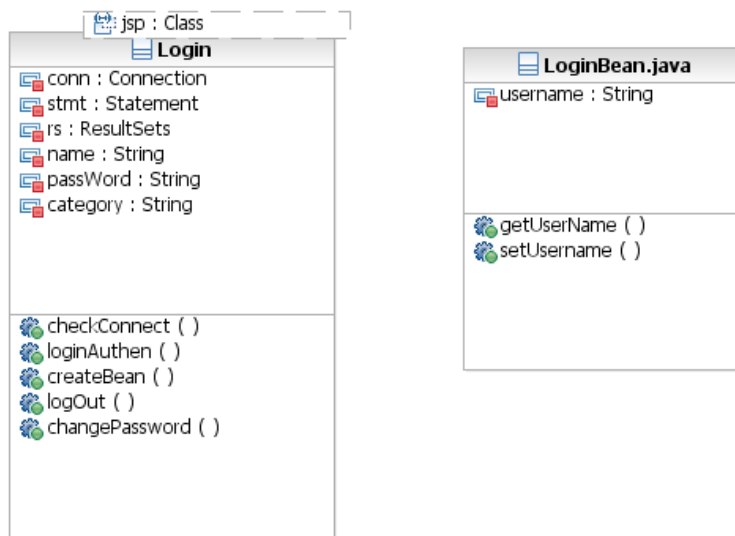 jsp : Class
Login
conn : Connection
stmt : Statement
rs : ResultSets
name : String
passWord : String
category : String
checkConnect ( )
loginAuthen ( )
createBean ( )
logOut ( )
changePassword ( )
LoginBean.java
username : String
getUserName ( )
setUsername ( )